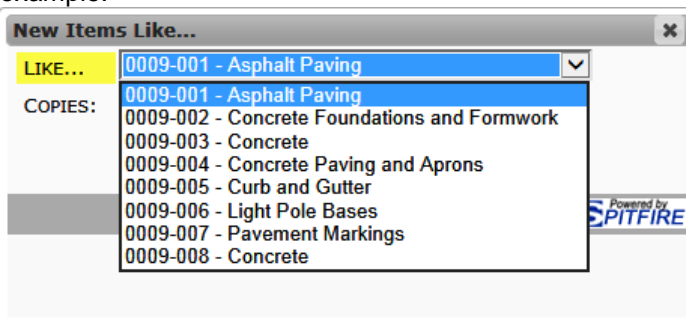 example:
New Items Like...
LIKE... 0009-001 - Asphalt Paving
COPIES:
0009-001 - Asphalt Paving
0009-002 - Concrete Foundations and Formwork
0009-003 - Concrete
0009-004 - Concrete Paving and Aprons
0009-005 - Curb and Gutter
0009-006 - Light Pole Bases
0009-007 - Pavement Markings
0009-008 - Concrete
Powered by
SPITFIRE